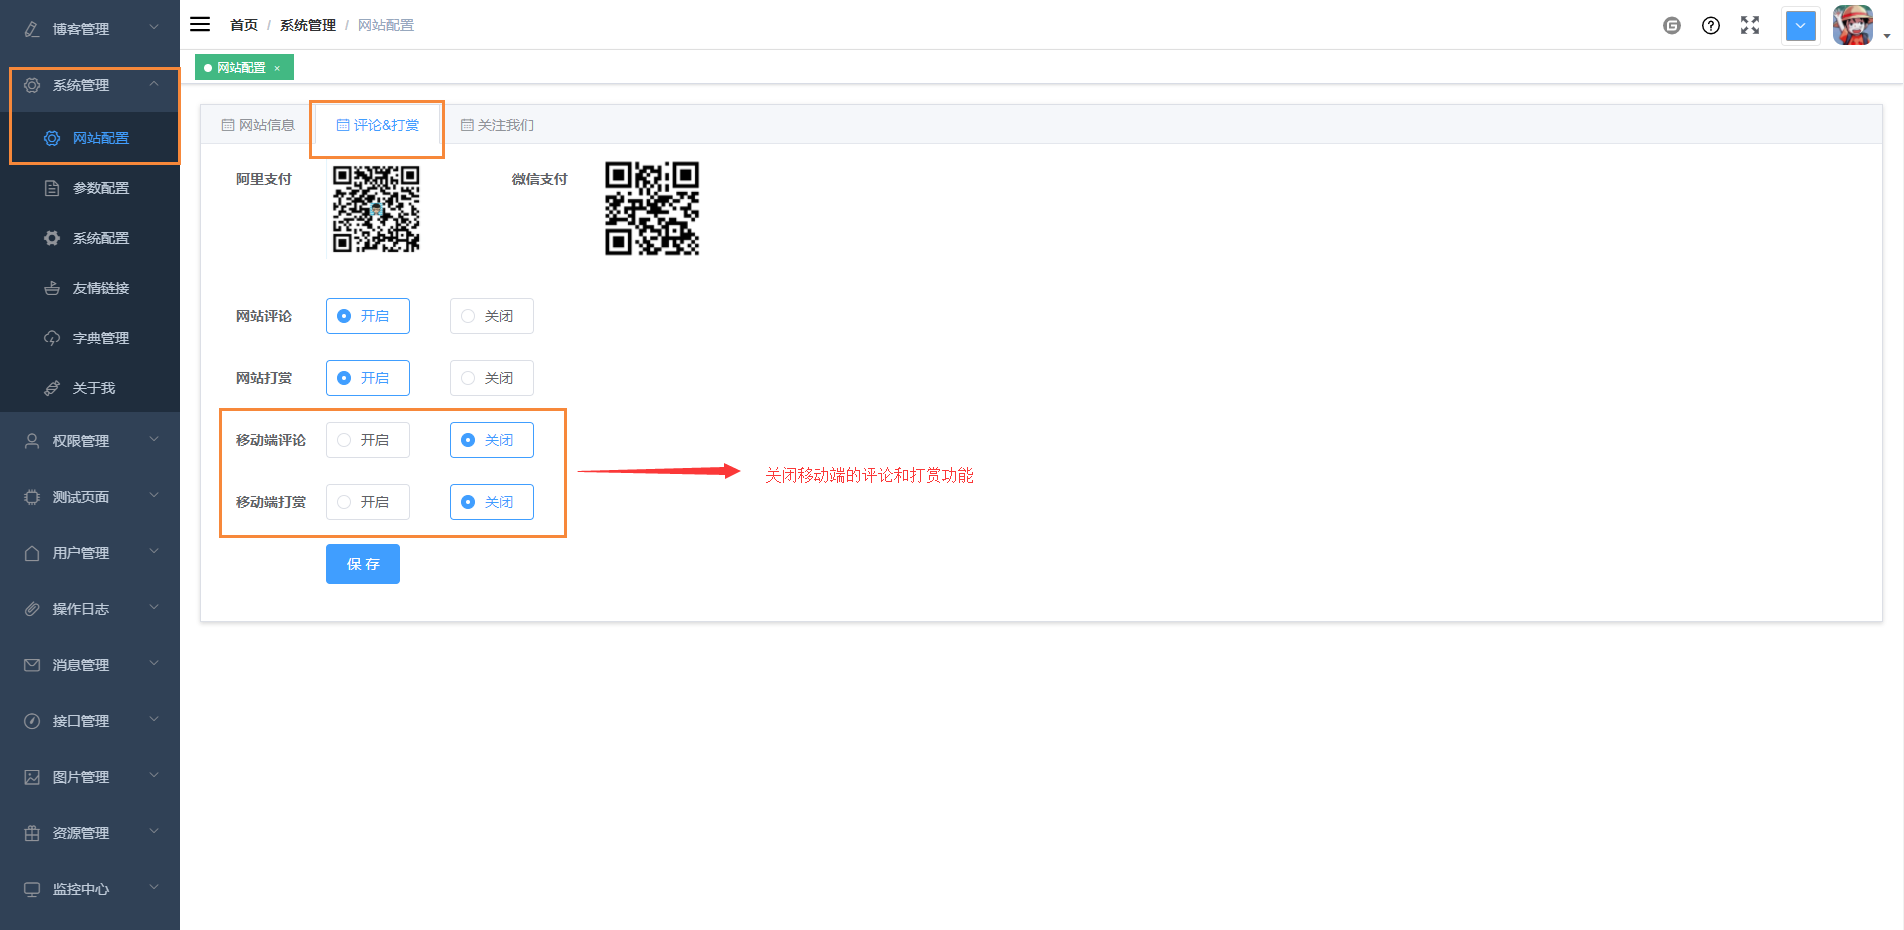 博客管理
系统管理
网站配置
参数配置
系统配置
友情链接
字典管理
关于我
权限管理
测试页面
用户管理
操作日志
消息管理
接口管理
图片管理
资源管理
监控中心
首页 / 系统管理 / 网站配置
网站配置 ×
网站信息 评论&打赏 关注我们
阿里支付 微信支付
网站评论 开启 关闭
网站打赏 开启 关闭
移动端评论 开启 关闭
移动端打赏 开启 关闭
关闭移动端的评论和打赏功能
保 存